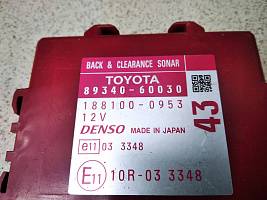 BACK & CLEARANCE SONAR
TOYOTA
89340-60030
188100-0953
12V
43
DENSO MADE IN JAPAN
e11 03 3348
E11 10R-03 3348